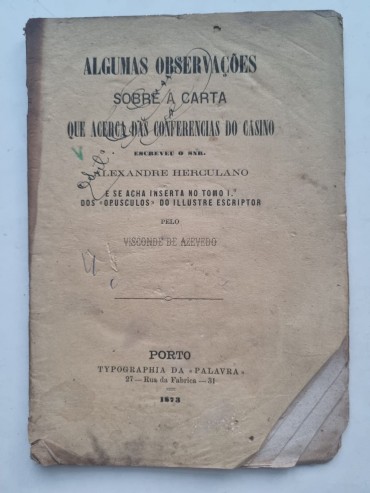 ALGUMAS OBSERVAÇÕES
SOBRE A CARTA
QUE ACERCA DAS CONFERENCIAS DO CASINO
ESCREVEU O SNR.
ALEXANDRE HERCULANO
E SE ACHA INSERTA NO TOMO I.º
DOS «OPUSCULOS» DO ILLUSTRE ESCRIPTOR
PELO
VISCONDE DE AZEVEDO
PORTO
TYPOGRAPHIA DA «PALAVRA»
27—Rua da Fabrica—31
1873